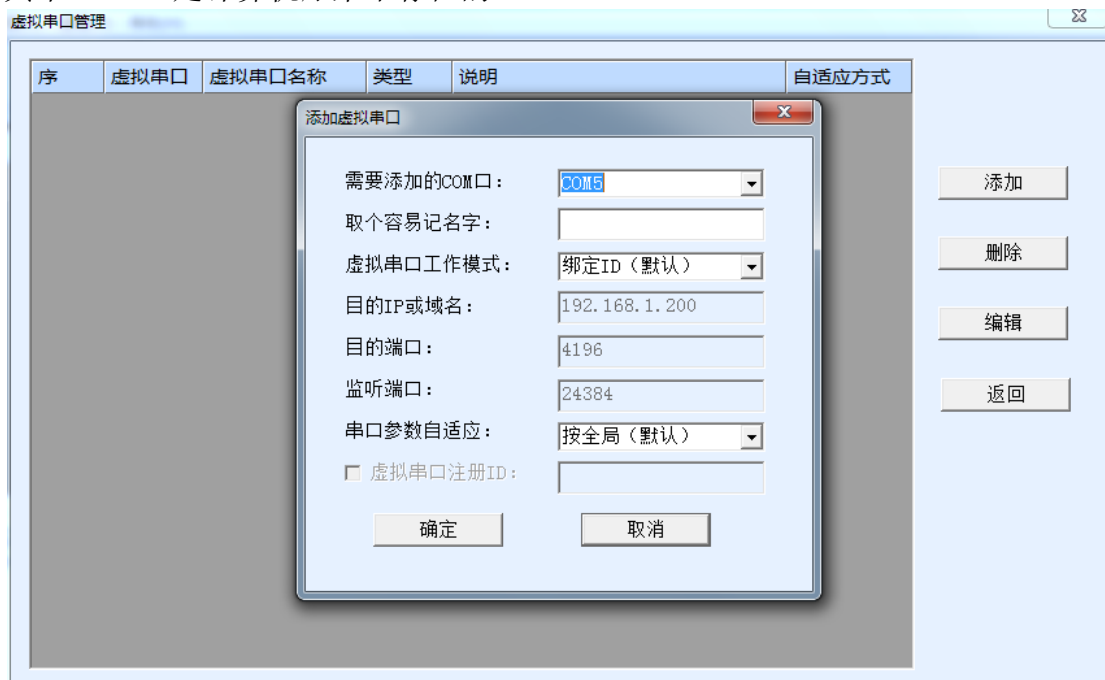 虚拟串口管理
序 虚拟串口 虚拟串口名称 类型 说明 自适应方式
添加虚拟串口
需要添加的COM口： COM5
取个容易记名字：
虚拟串口工作模式： 绑定ID（默认）
目的IP或域名： 192.168.1.200
目的端口： 4196
监听端口： 24384
串口参数自适应： 按全局（默认）
虚拟串口注册ID：
确定 取消
添加
删除
编辑
返回